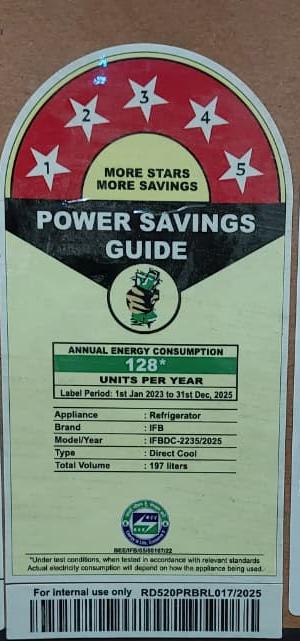 1 2 3 4 5
MORE STARS
MORE SAVINGS
POWER SAVINGS
GUIDE
ANNUAL ENERGY CONSUMPTION
128*
UNITS PER YEAR
Label Period: 1st Jan 2023 to 31st Dec, 2025
Appliance : Refrigerator
Brand : IFB
Model/Year : IFBDC-2235/2025
Type : Direct Cool
Total Volume : 197 liters
*Under test conditions, when tested in accordance with relevant standards
Actual electricity consumption will depend on how the appliance being used.
For internal use only RD520PRBRL017/2025